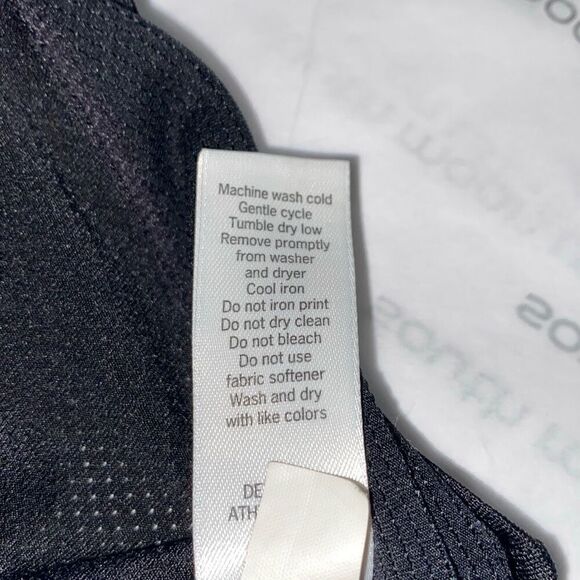 Machine wash cold
Gentle cycle
Tumble dry low
Remove promptly
from washer
and dryer
Cool iron
Do not iron print
Do not dry clean
Do not bleach
Do not use
fabric softener
Wash and dry
with like colors
DE
ATH